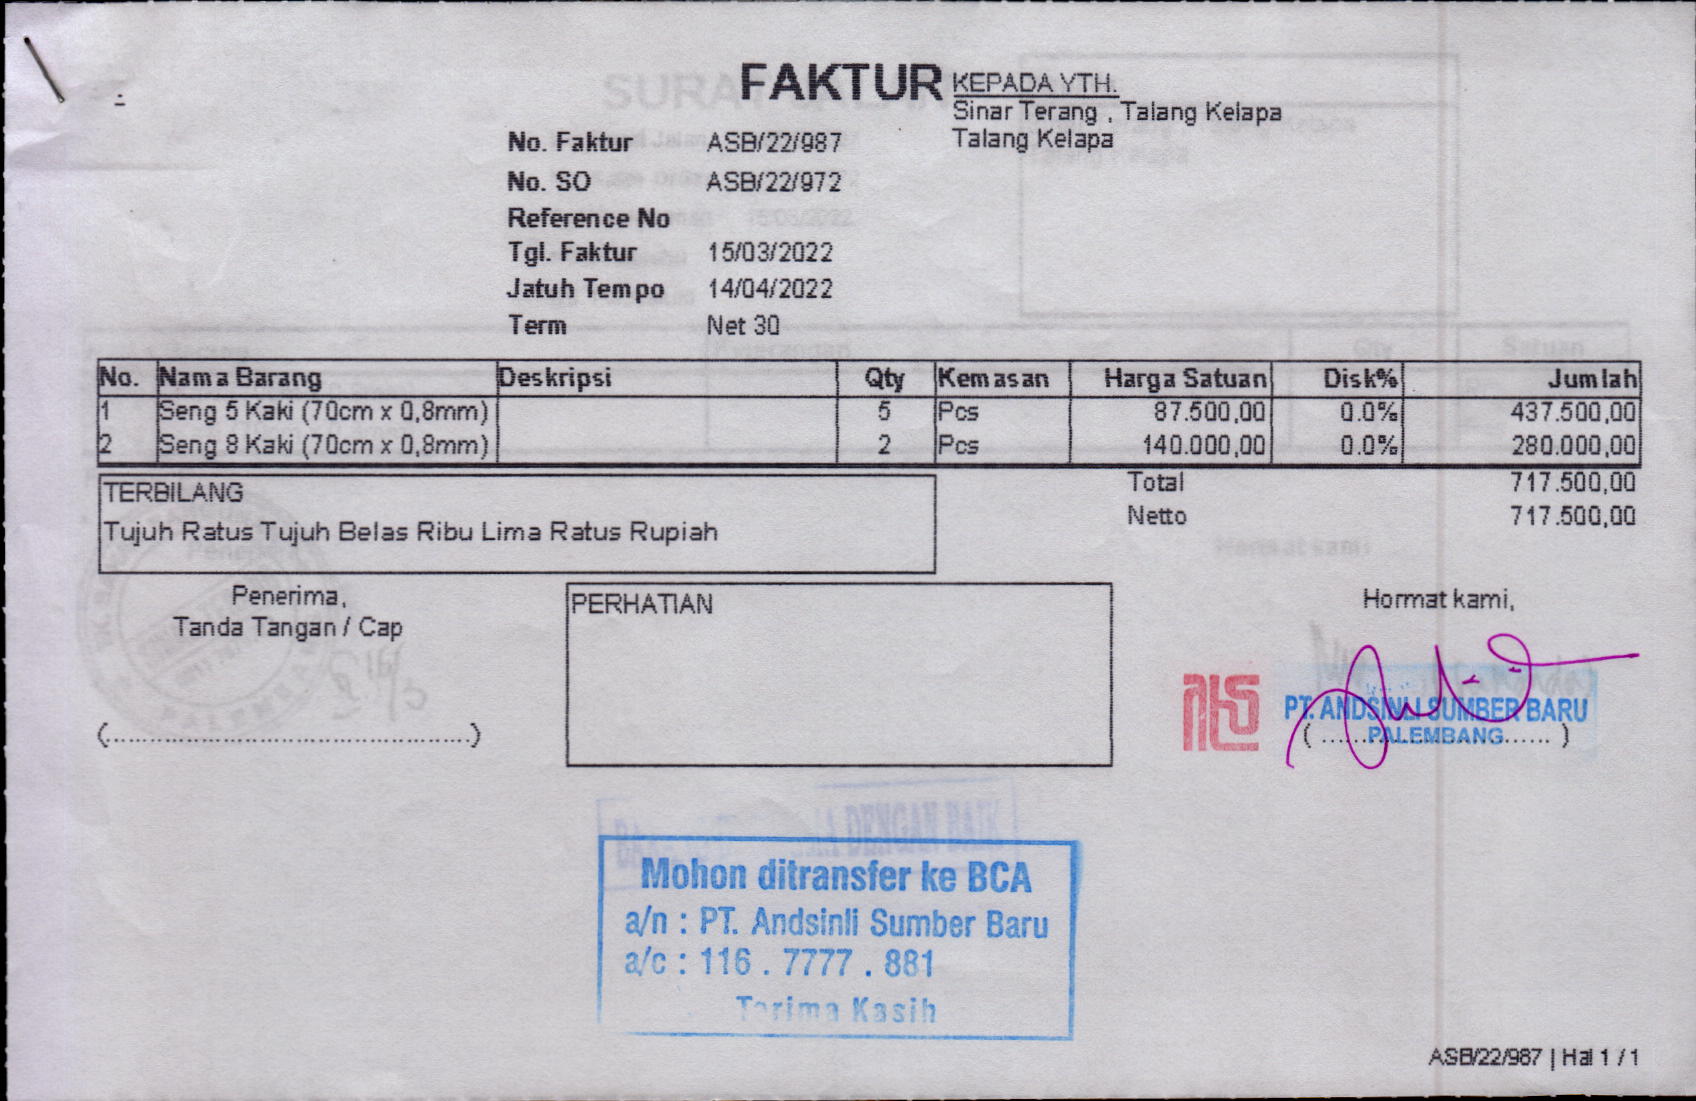 FAKTUR
KEPADA YTH.
Sinar Terang , Talang Kelapa
Talang Kelapa
No. Faktur ASB/22/987
No. SO ASB/22/972
Reference No
Tgl. Faktur 15/03/2022
Jatuh Tempo 14/04/2022
Term Net 30
No. Nama Barang Deskripsi Qty Kemasan Harga Satuan Disk% Jumlah
1 Seng 5 Kaki (70cm x 0,8mm) 5 Pcs 87.500,00 0.0% 437.500,00
2 Seng 8 Kaki (70cm x 0,8mm) 2 Pcs 140.000,00 0.0% 280.000,00
Total 717.500,00
Netto 717.500,00
TERBILANG
Tujuh Ratus Tujuh Belas Ribu Lima Ratus Rupiah
Penerima,
Tanda Tangan / Cap
(..............................................)
PERHATIAN
Hormat kami,
PT. ANDSINLI SUMBER BARU
PALEMBANG
Mohon ditransfer ke BCA
a/n : PT. Andsinli Sumber Baru
a/c : 116 . 7777 . 881
Terima Kasih
ASB/22/987 | Hal 1 / 1